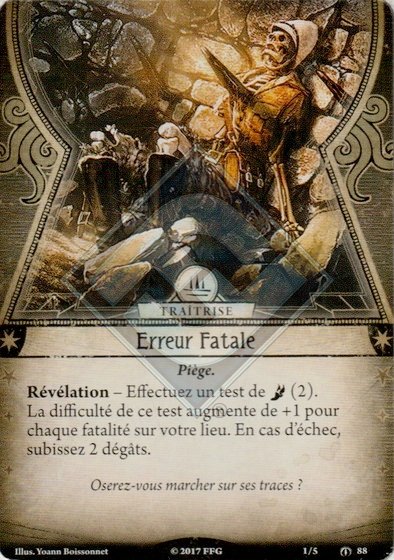 TRAÎTRISE
Erreur Fatale
Piège.
Révélation – Effectuez un test de (2).
La difficulté de ce test augmente de +1 pour
chaque fatalité sur votre lieu. En cas d'échec,
subissez 2 dégâts.
Oserez-vous marcher sur ses traces ?
Illus. Yoann Boissonnet © 2017 FFG 1/5 88